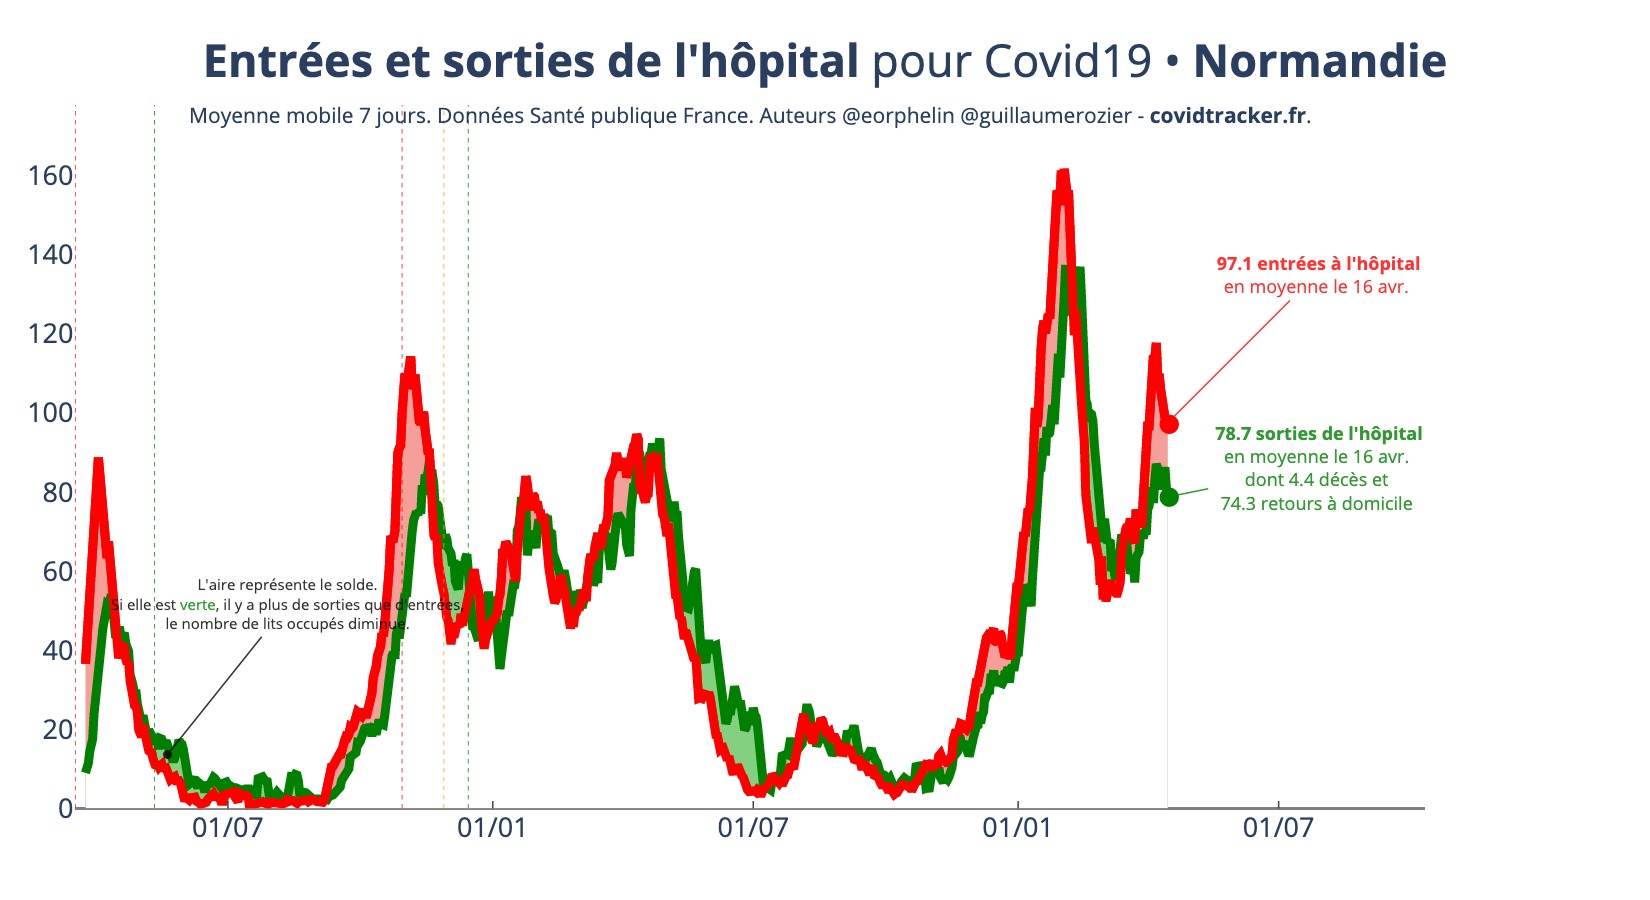 Entrées et sorties de l'hôpital pour Covid19 • Normandie
Moyenne mobile 7 jours. Données Santé publique France. Auteurs @eorphelin @guillaumerozier - covidtracker.fr.
160
140
120
100
80
60
40
20
0
97.1 entrées à l'hôpital
en moyenne le 16 avr.
78.7 sorties de l'hôpital
en moyenne le 16 avr.
dont 4.4 décès et
74.3 retours à domicile
L'aire représente le solde.
Si elle est verte, il y a plus de sorties que d'entrées,
le nombre de lits occupés diminue.
01/07
01/01
01/07
01/01
01/07